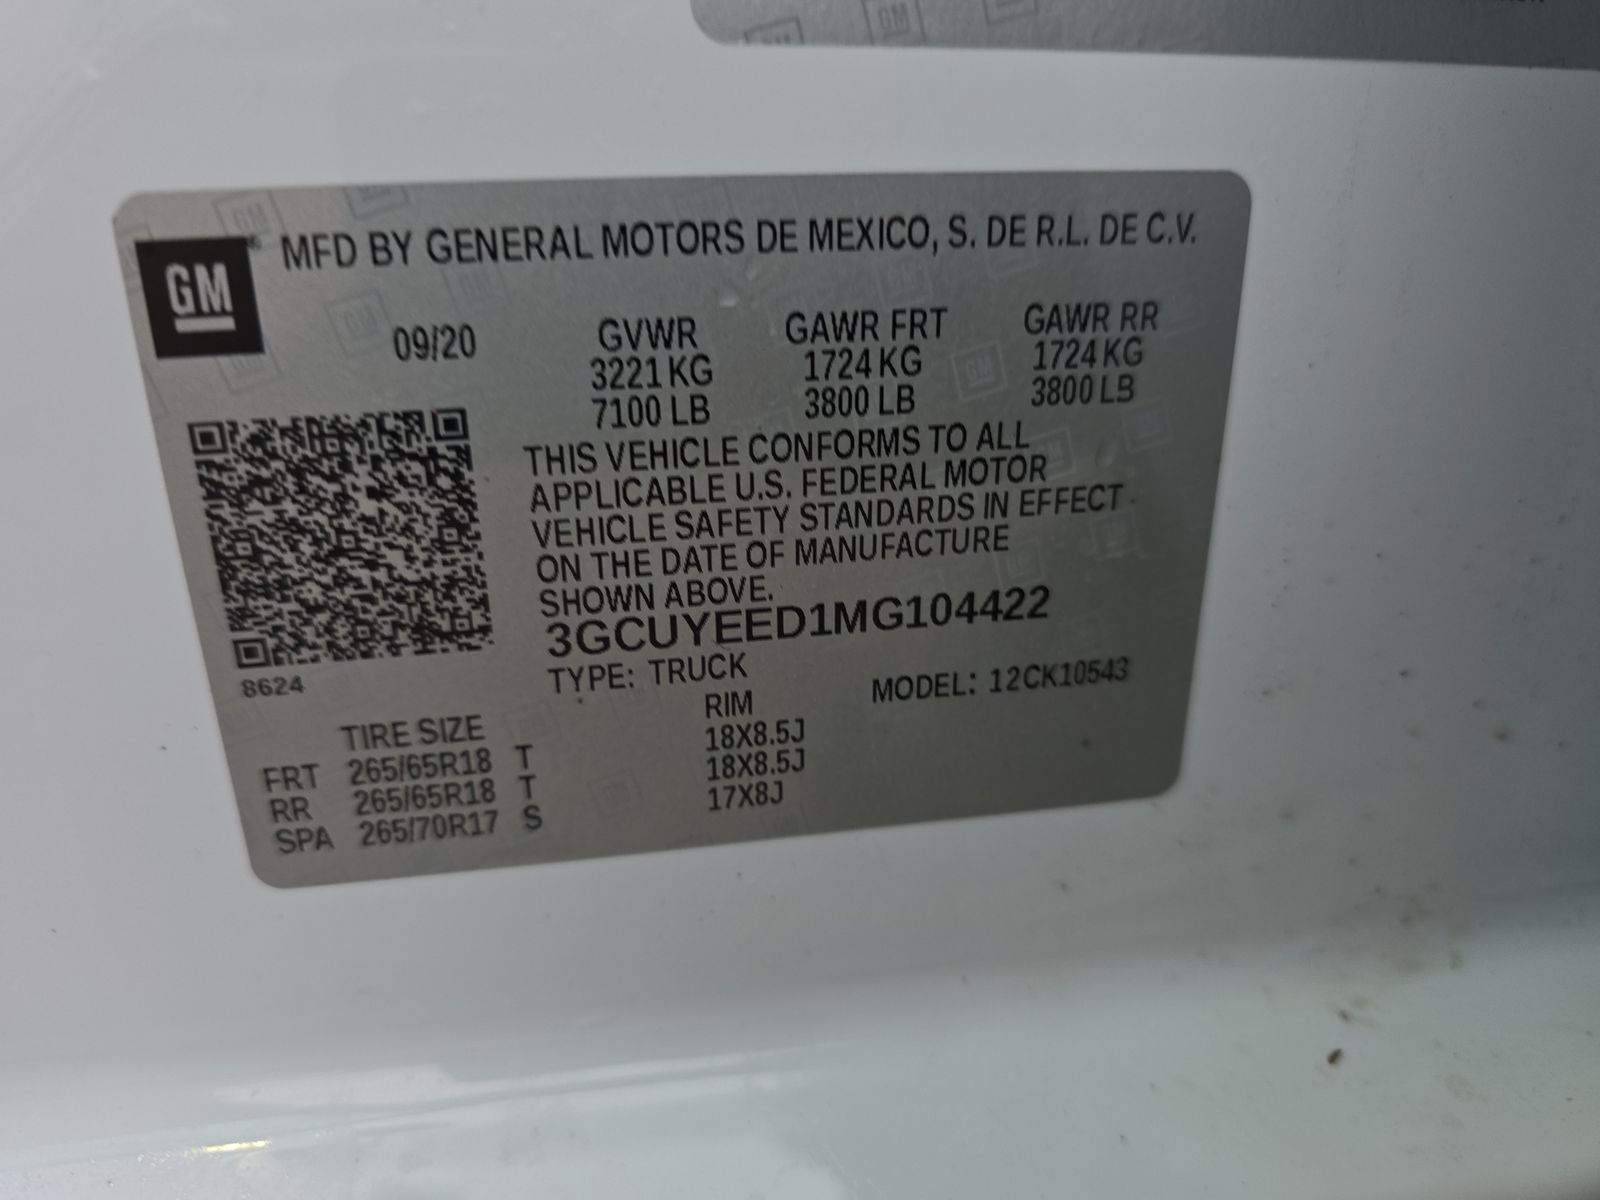 GM
MFD BY GENERAL MOTORS DE MEXICO, S. DE R.L. DE C.V.
09/20 GVWR GAWR FRT GAWR RR
3221 KG 1724 KG 1724 KG
7100 LB 3800 LB 3800 LB
THIS VEHICLE CONFORMS TO ALL
APPLICABLE U.S. FEDERAL MOTOR
VEHICLE SAFETY STANDARDS IN EFFECT
ON THE DATE OF MANUFACTURE
SHOWN ABOVE.
3GCUYEED1MG104422
8624
TYPE: TRUCK MODEL: 12CK10543
TIRE SIZE RIM
FRT 265/65R18 T 18X8.5J
RR 265/65R18 T 18X8.5J
SPA 265/70R17 S 17X8J